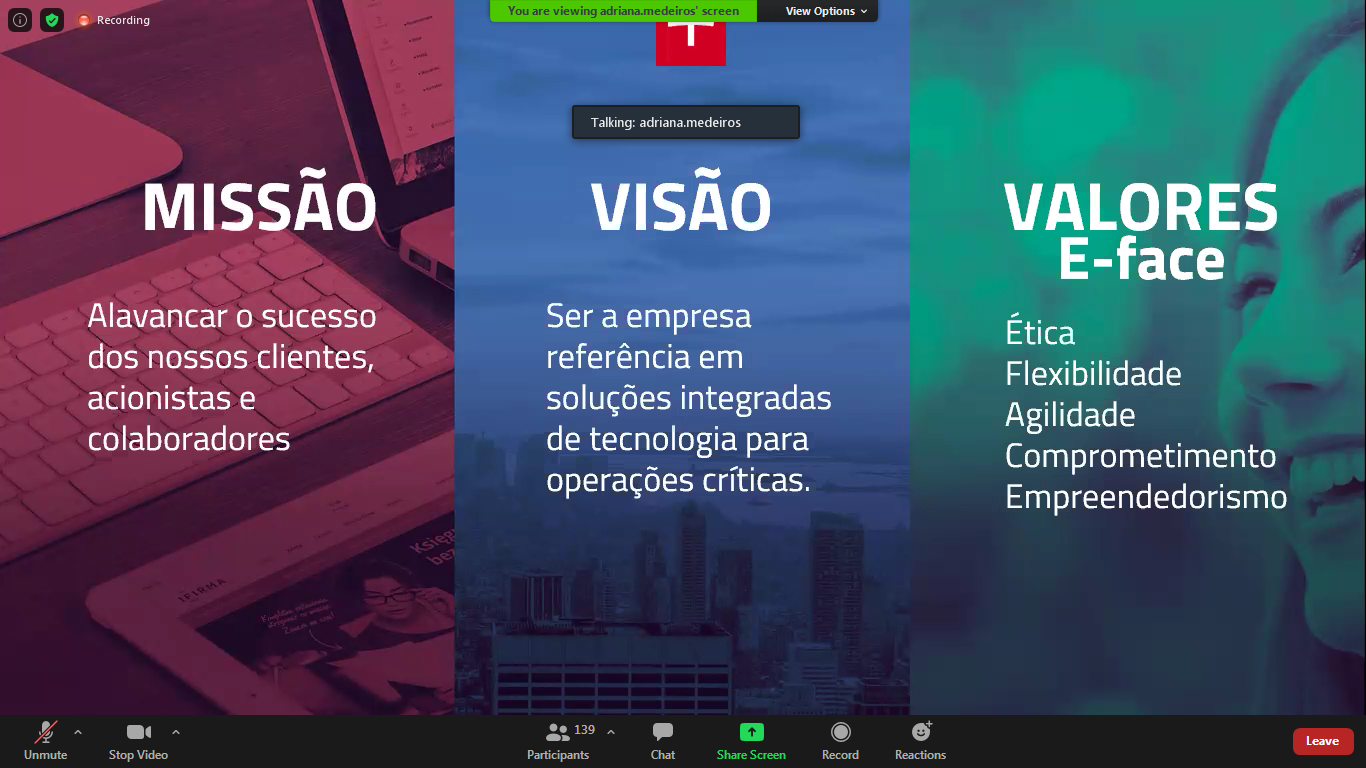 Recording
You are viewing adriana.medeiros' screen
View Options
Talking: adriana.medeiros
MISSÃO
Alavancar o sucesso
dos nossos clientes,
acionistas e
colaboradores
VISÃO
Ser a empresa
referência em
soluções integradas
de tecnologia para
operações críticas.
VALORES
E-face
Ética
Flexibilidade
Agilidade
Comprometimento
Empreendedorismo
IFIRMA
Unmute
Stop Video
139
Participants
Chat
Share Screen
Record
Reactions
Leave